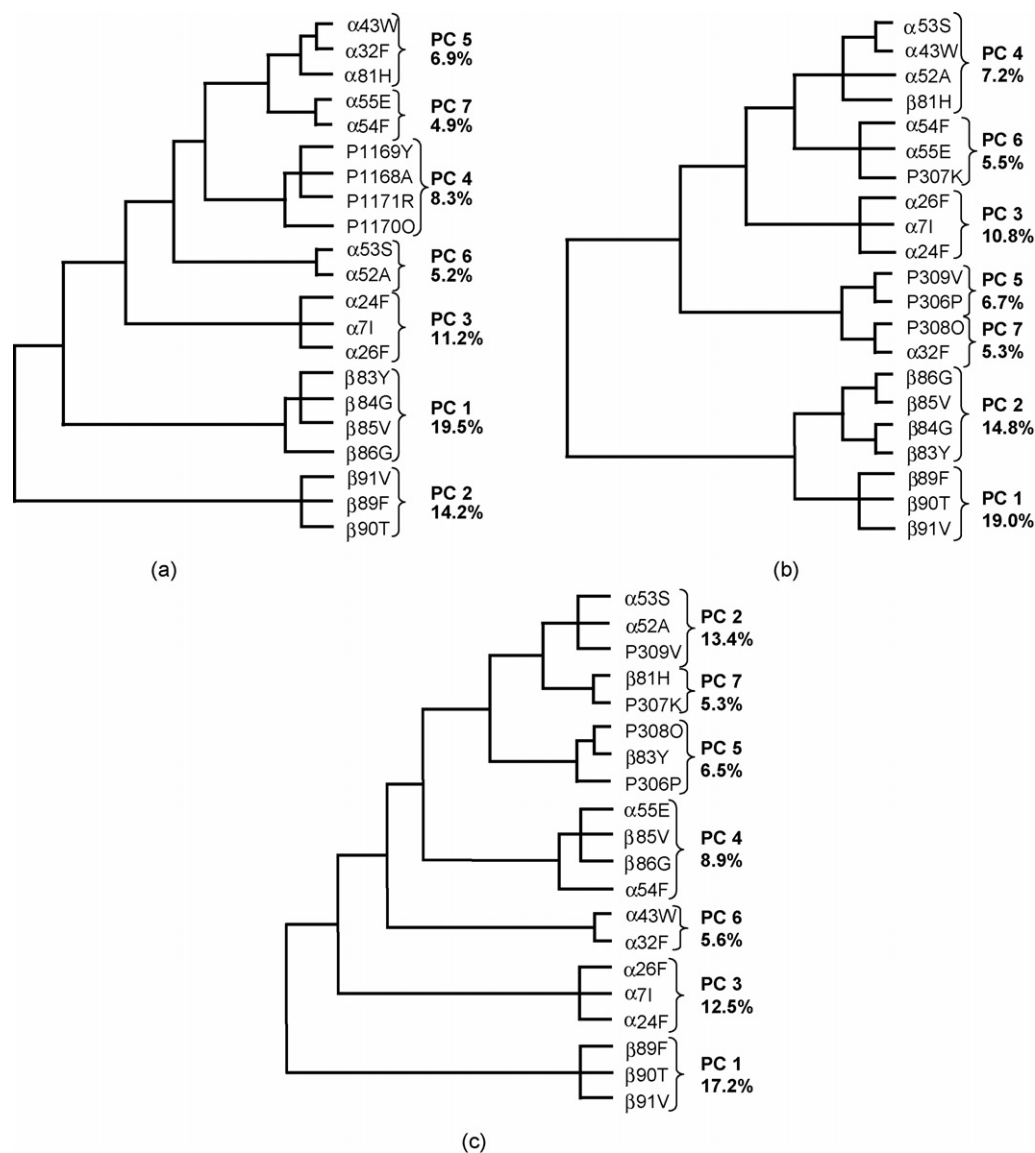 α43W
α32F
α81H
PC 5
6.9%
α55E
α54F
PC 7
4.9%
P1169Y
P1168A
P1171R
P1170O
PC 4
8.3%
α53S
α52A
PC 6
5.2%
α24F
α7I
α26F
PC 3
11.2%
β83Y
β84G
β85V
β86G
PC 1
19.5%
β91V
β89F
β90T
PC 2
14.2%
(a)
α53S
α43W
α52A
β81H
PC 4
7.2%
α54F
α55E
P307K
PC 6
5.5%
α26F
α7I
α24F
PC 3
10.8%
P309V
P306P
PC 5
6.7%
P308O
α32F
PC 7
5.3%
β86G
β85V
β84G
β83Y
PC 2
14.8%
β89F
β90T
β91V
PC 1
19.0%
(b)
α53S
α52A
P309V
PC 2
13.4%
β81H
P307K
PC 7
5.3%
P308O
β83Y
P306P
PC 5
6.5%
α55E
β85V
β86G
α54F
PC 4
8.9%
α43W
α32F
PC 6
5.6%
α26F
α7I
α24F
PC 3
12.5%
β89F
β90T
β91V
PC 1
17.2%
(c)